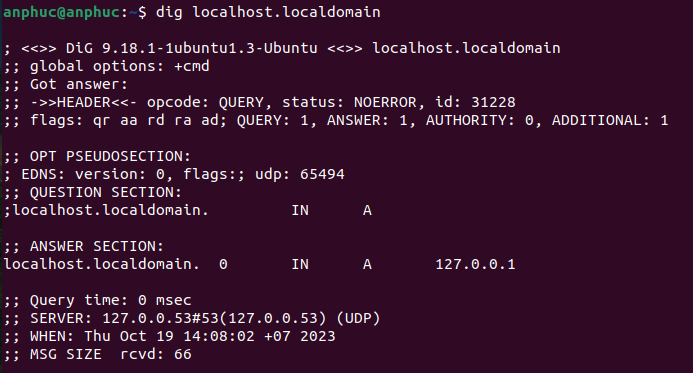 anphuc@anphuc:~$ dig localhost.localdomain
; <<>> DiG 9.18.1-1ubuntu1.3-Ubuntu <<>> localhost.localdomain
;; global options: +cmd
;; Got answer:
;; ->>HEADER<<- opcode: QUERY, status: NOERROR, id: 31228
;; flags: qr aa rd ra ad; QUERY: 1, ANSWER: 1, AUTHORITY: 0, ADDITIONAL: 1
;; OPT PSEUDOSECTION:
; EDNS: version: 0, flags:; udp: 65494
;; QUESTION SECTION:
;localhost.localdomain. IN A
;; ANSWER SECTION:
localhost.localdomain. 0 IN A 127.0.0.1
;; Query time: 0 msec
;; SERVER: 127.0.0.53#53(127.0.0.53) (UDP)
;; WHEN: Thu Oct 19 14:08:02 +07 2023
;; MSG SIZE rcvd: 66